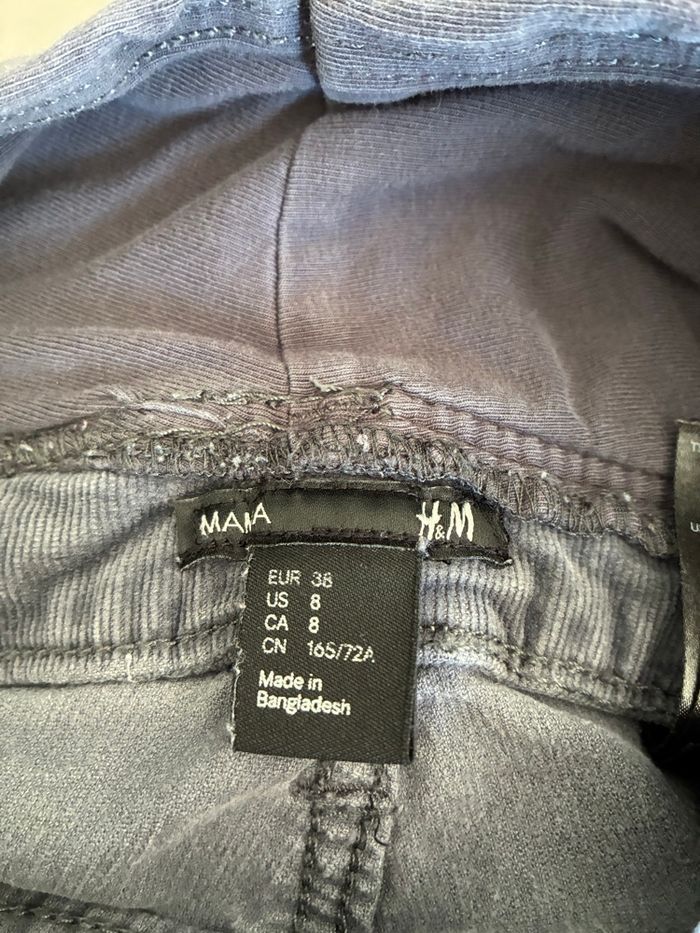 MAMA H&M
EUR 38
US 8
CA 8
CN 165/72A
Made in
Bangladesh